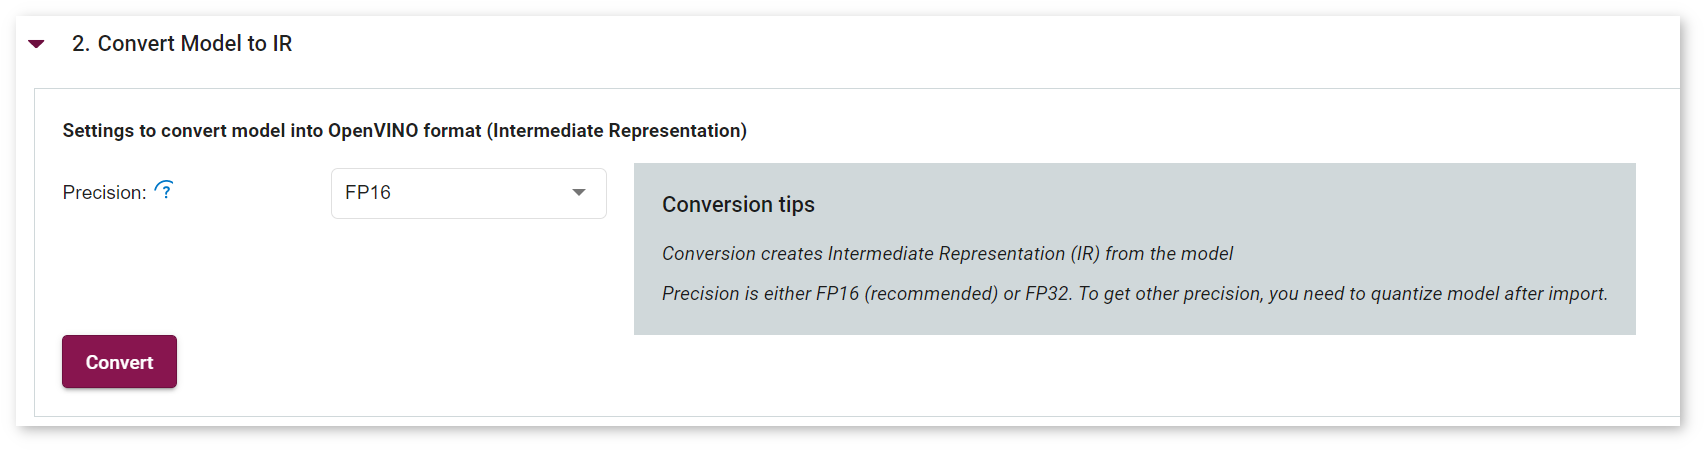 2. Convert Model to IR
Settings to convert model into OpenVINO format (Intermediate Representation)
Precision: ?
FP16
Conversion tips
Conversion creates Intermediate Representation (IR) from the model
Precision is either FP16 (recommended) or FP32. To get other precision, you need to quantize model after import.
Convert